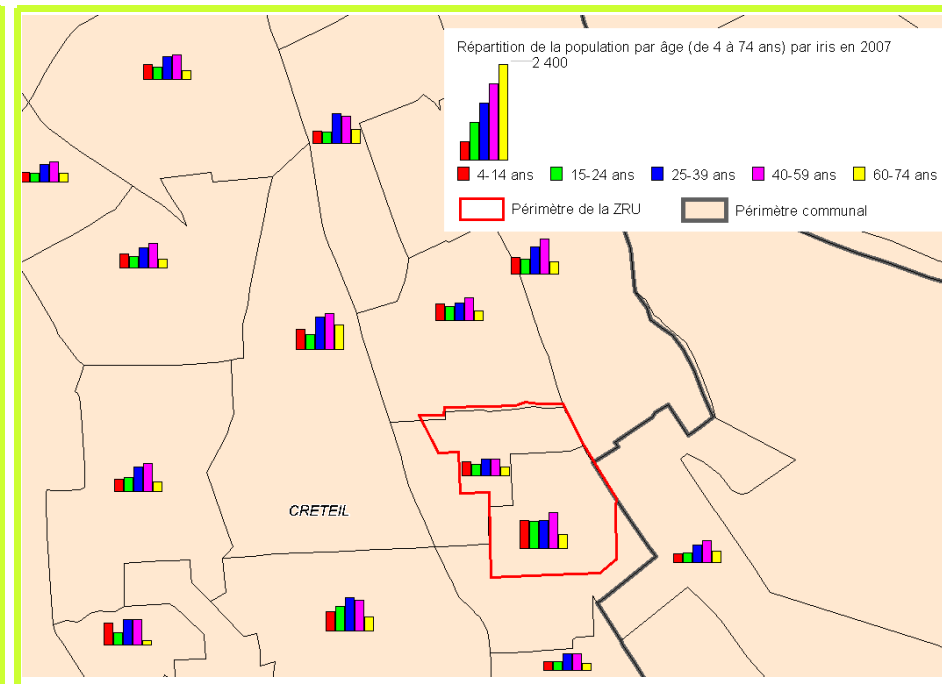 Répartition de la population par âge (de 4 à 74 ans) par iris en 2007
2 400
4-14 ans 15-24 ans 25-39 ans 40-59 ans 60-74 ans
Périmètre de la ZRU Périmètre communal
CRETEIL